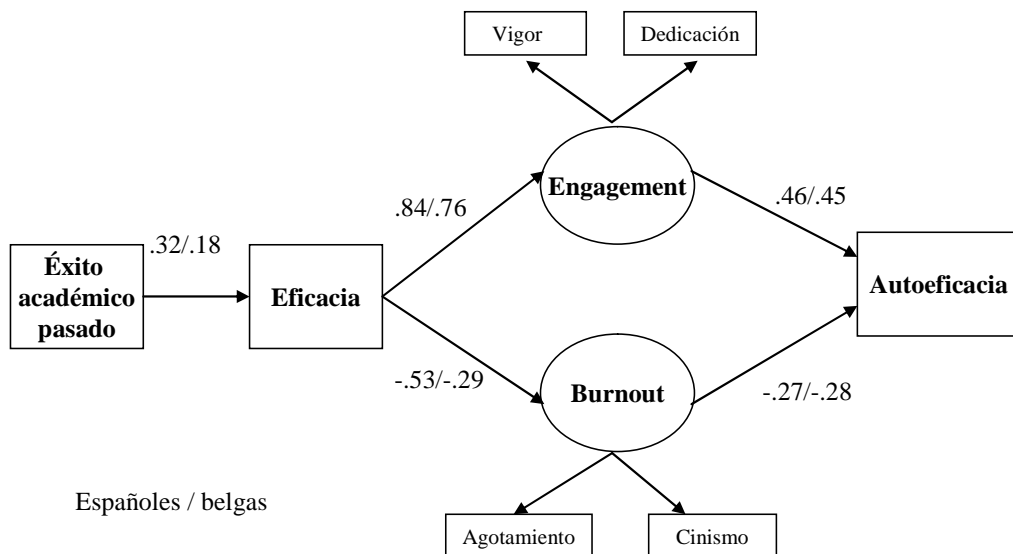 Vigor
Dedicación
Engagement
.84/.76
.46/.45
.32/.18
Éxito
académico
pasado
Eficacia
Autoeficacia
-.53/-.29
Burnout
-.27/-.28
Españoles / belgas
Agotamiento
Cinismo